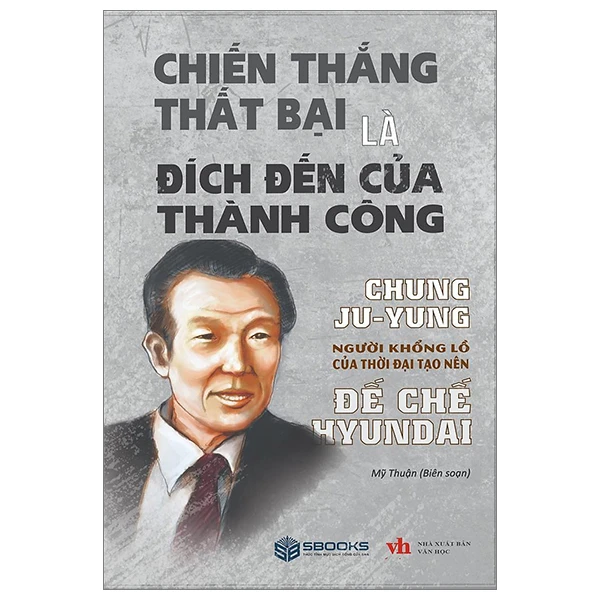 CHIẾN THẮNG
THẤT BẠI LÀ
ĐÍCH ĐẾN CỦA
THÀNH CÔNG
CHUNG
JU-YUNG
NGƯỜI KHỔNG LỒ
CỦA THỜI ĐẠI TẠO NÊN
ĐẾ CHẾ
HYUNDAI
Mỹ Thuận (Biên soạn)
SBOOKS
vh
NHÀ XUẤT BẢN
VĂN HỌC